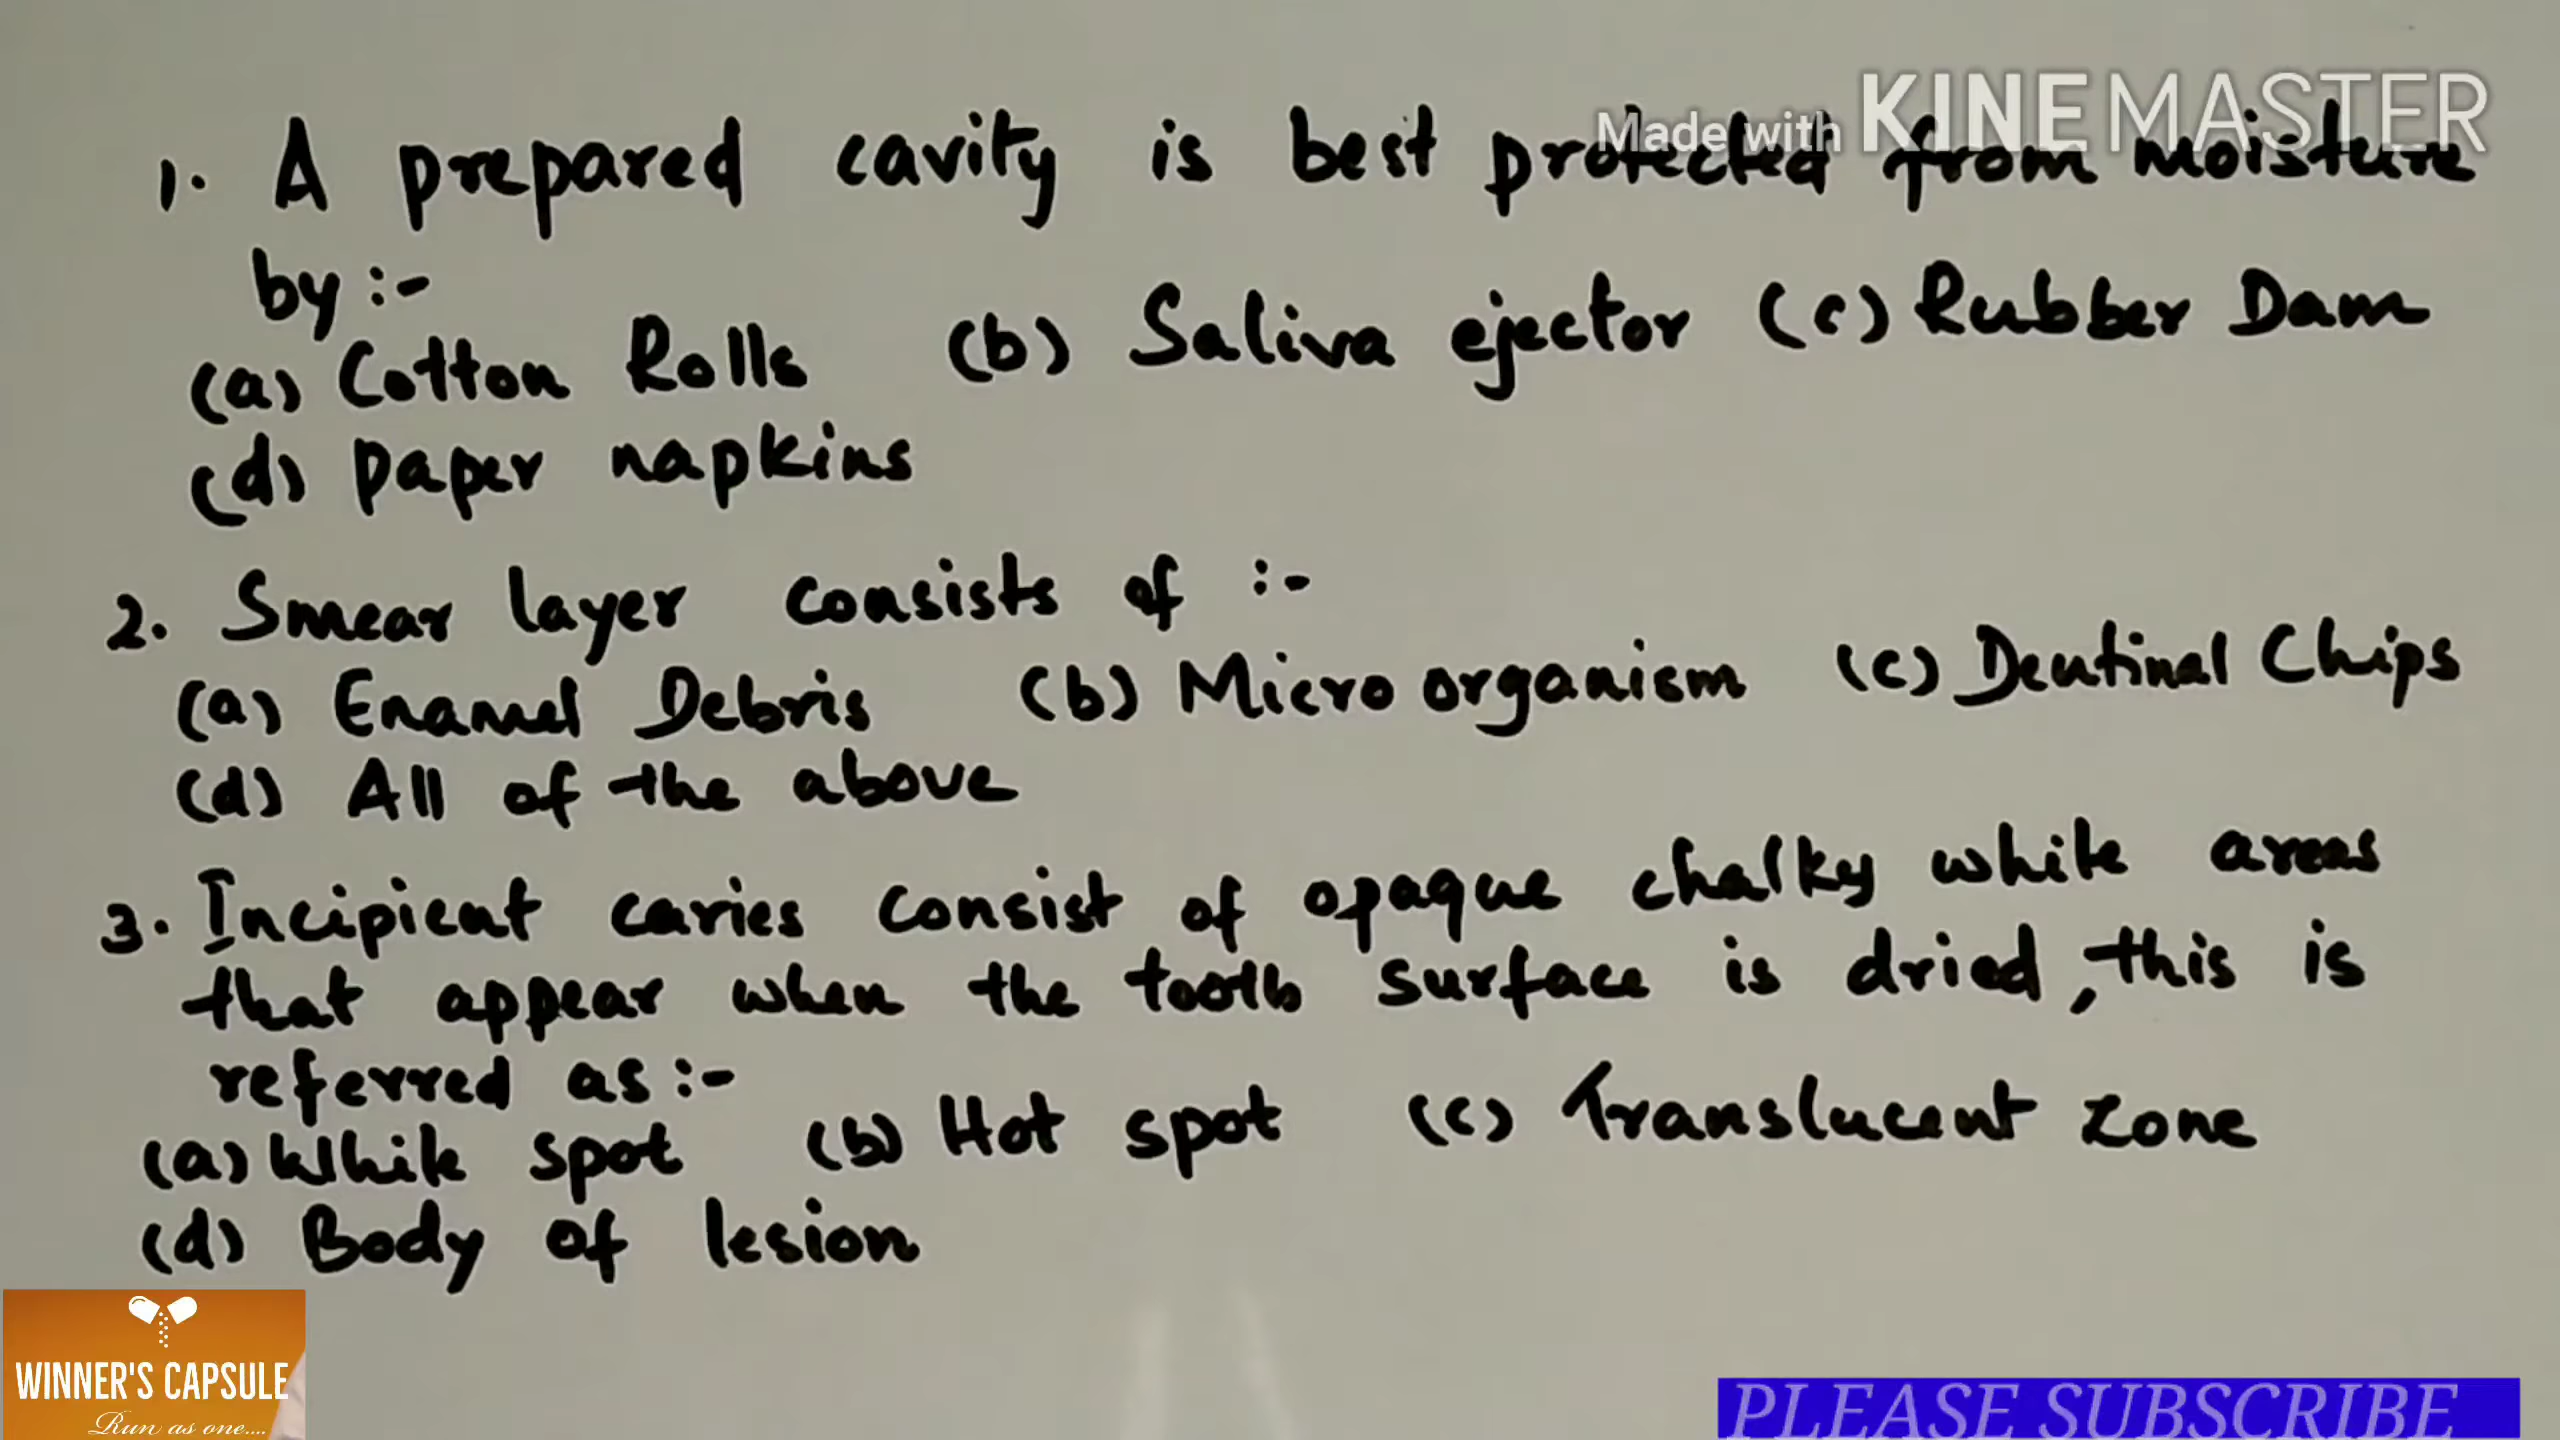 Made with KINEMASTER
1. A prepared cavity is best protected from moisture
by :-
(a) Cotton Rolls (b) Saliva ejector (c) Rubber Dam
(d) Paper napkins
2. Smear layer consists of :-
(a) Enamel Debris (b) Micro organism (c) Dentinal Chips
(d) All of the above
3. Incipient caries consist of opaque chalky white areas
that appear when the tooth surface is dried, this is
referred as :-
(a) White spot (b) Hot spot (c) Translucent zone
(d) Body of lesion
WINNER'S CAPSULE
Run as one....
PLEASE SUBSCRIBE